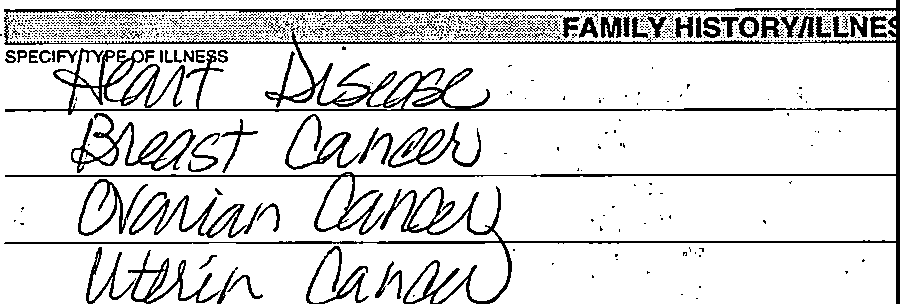 FAMILY HISTORY/ILLNES
SPECIFY/TYPE OF ILLNESS
Heart Disease
Breast Cancer
Ovarian Cancer
Uterin Cancer